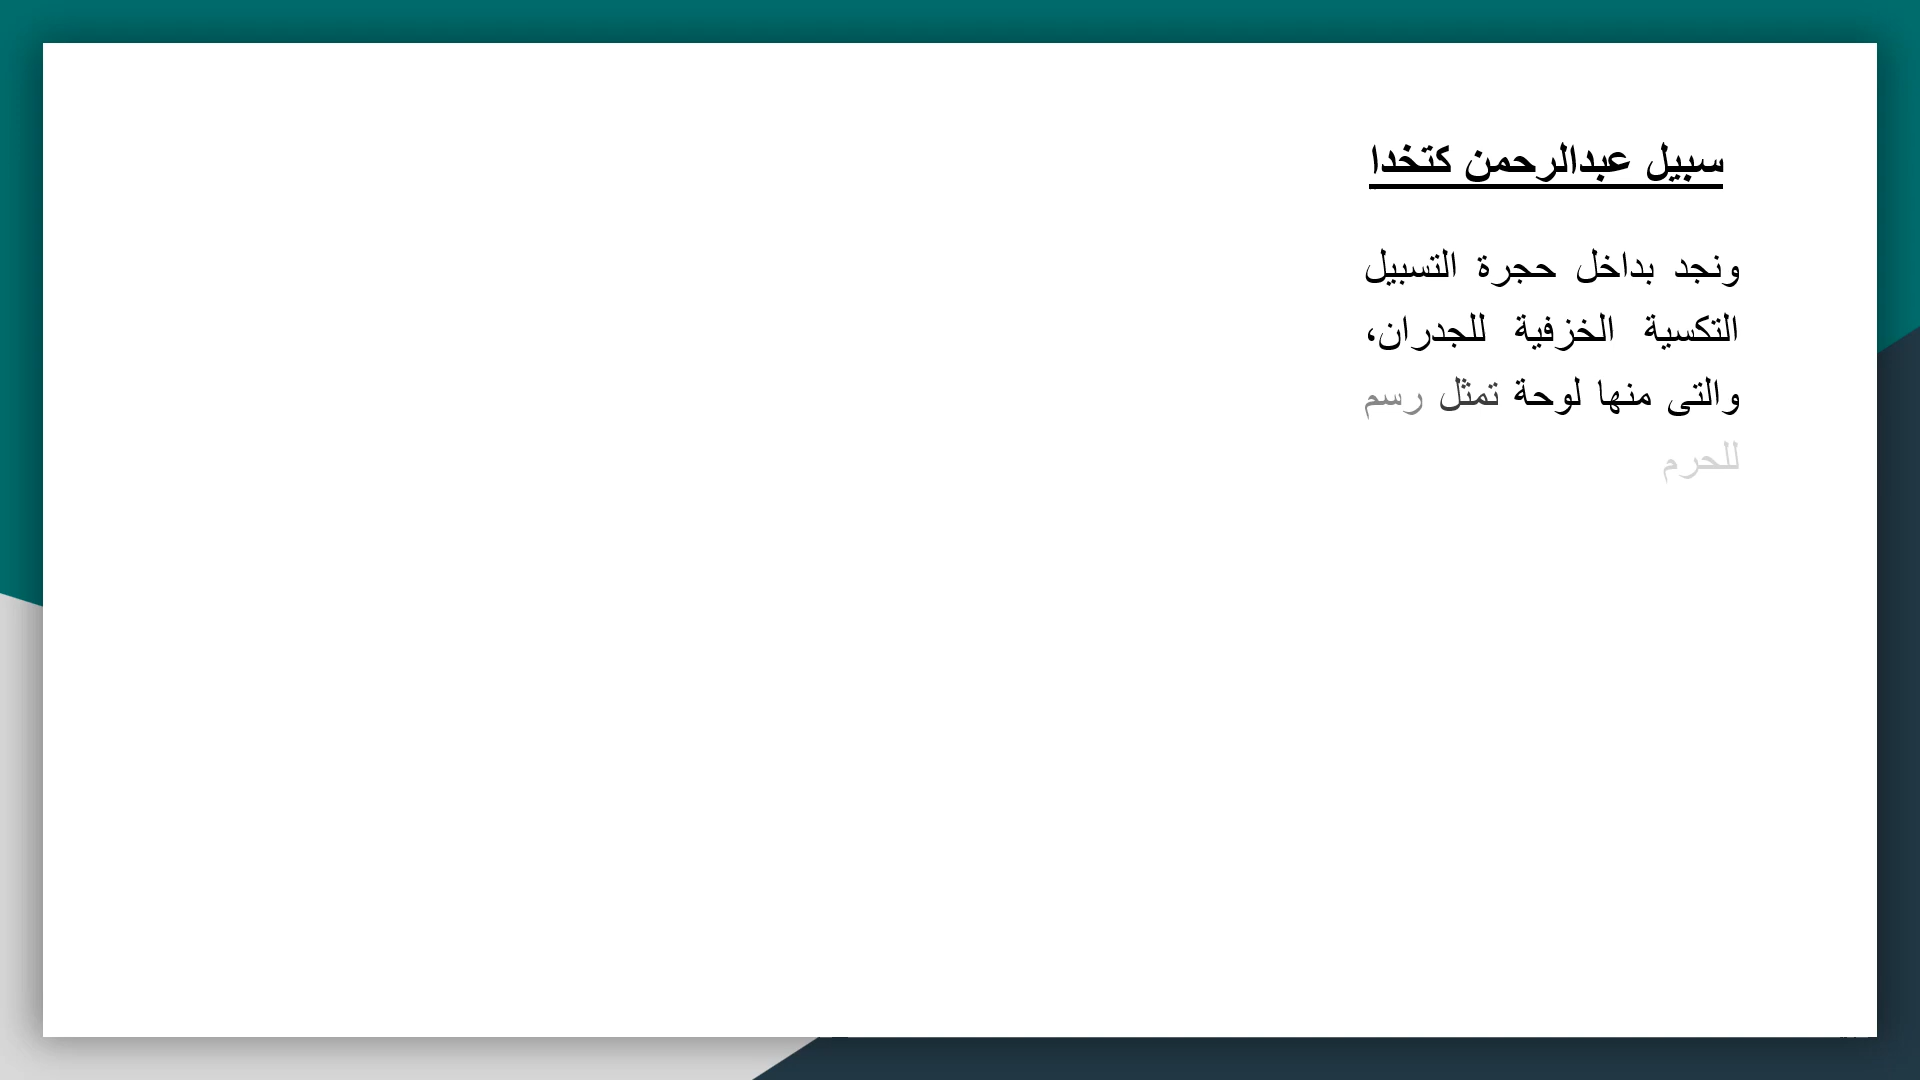 سبيل عبدالرحمن كتخدا
ونجد بداخل حجرة التسبيل
التكسية الخزفية للجدران،
والتى منها لوحة تمثل رسم
للحرم